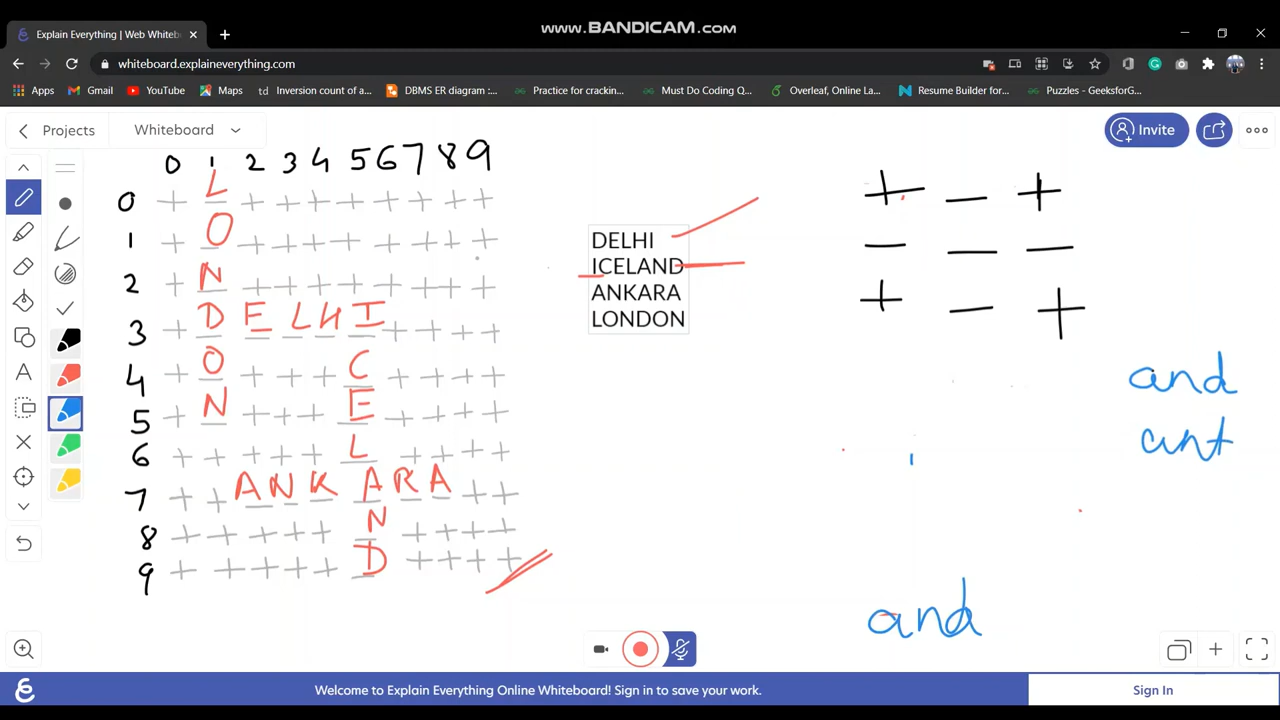 WWW.BANDICAM.COM
Explain Everything | Web Whiteb
whiteboard.explaineverything.com
Apps Gmail YouTube Maps td Inversion count of a... DBMS ER diagram :... Practice for crackin... Must Do Coding Q... Overleaf, Online La... Resume Builder for... Puzzles - GeeksforG...
Projects Whiteboard Invite
0 1 2 3 4 5 6 7 8 9
0 + L + + + + + + + +
1 + O + + + + + + + +
2 + N + + + + + + + +
3 + D E L H I + + + +
4 + O + + + C + + + +
5 + N + + + E + + + +
6 + + + + + L + + + +
7 + + A N K A R A + +
8 + + + + + N + + + +
9 + + + + + D + + + +
DELHI
ICELAND
ANKARA
LONDON
+ - +
- - -
+ - +
and
ant
and
Welcome to Explain Everything Online Whiteboard! Sign in to save your work. Sign In